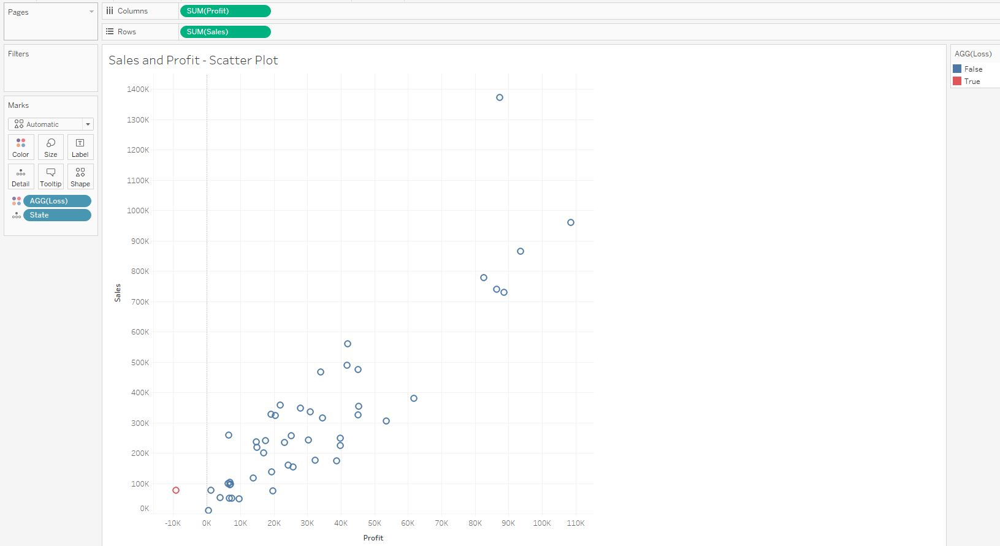 Pages
Columns
SUM(Profit)
Rows
SUM(Sales)
Filters
Marks
Automatic
Color
Size
Label
Detail
Tooltip
Shape
AGG(Loss)
State
Sales and Profit - Scatter Plot
1400K
1300K
1200K
1100K
1000K
900K
800K
700K
600K
500K
400K
300K
200K
100K
0K
Sales
-10K 0K 10K 20K 30K 40K 50K 60K 70K 80K 90K 100K 110K
Profit
AGG(Loss)
False
True